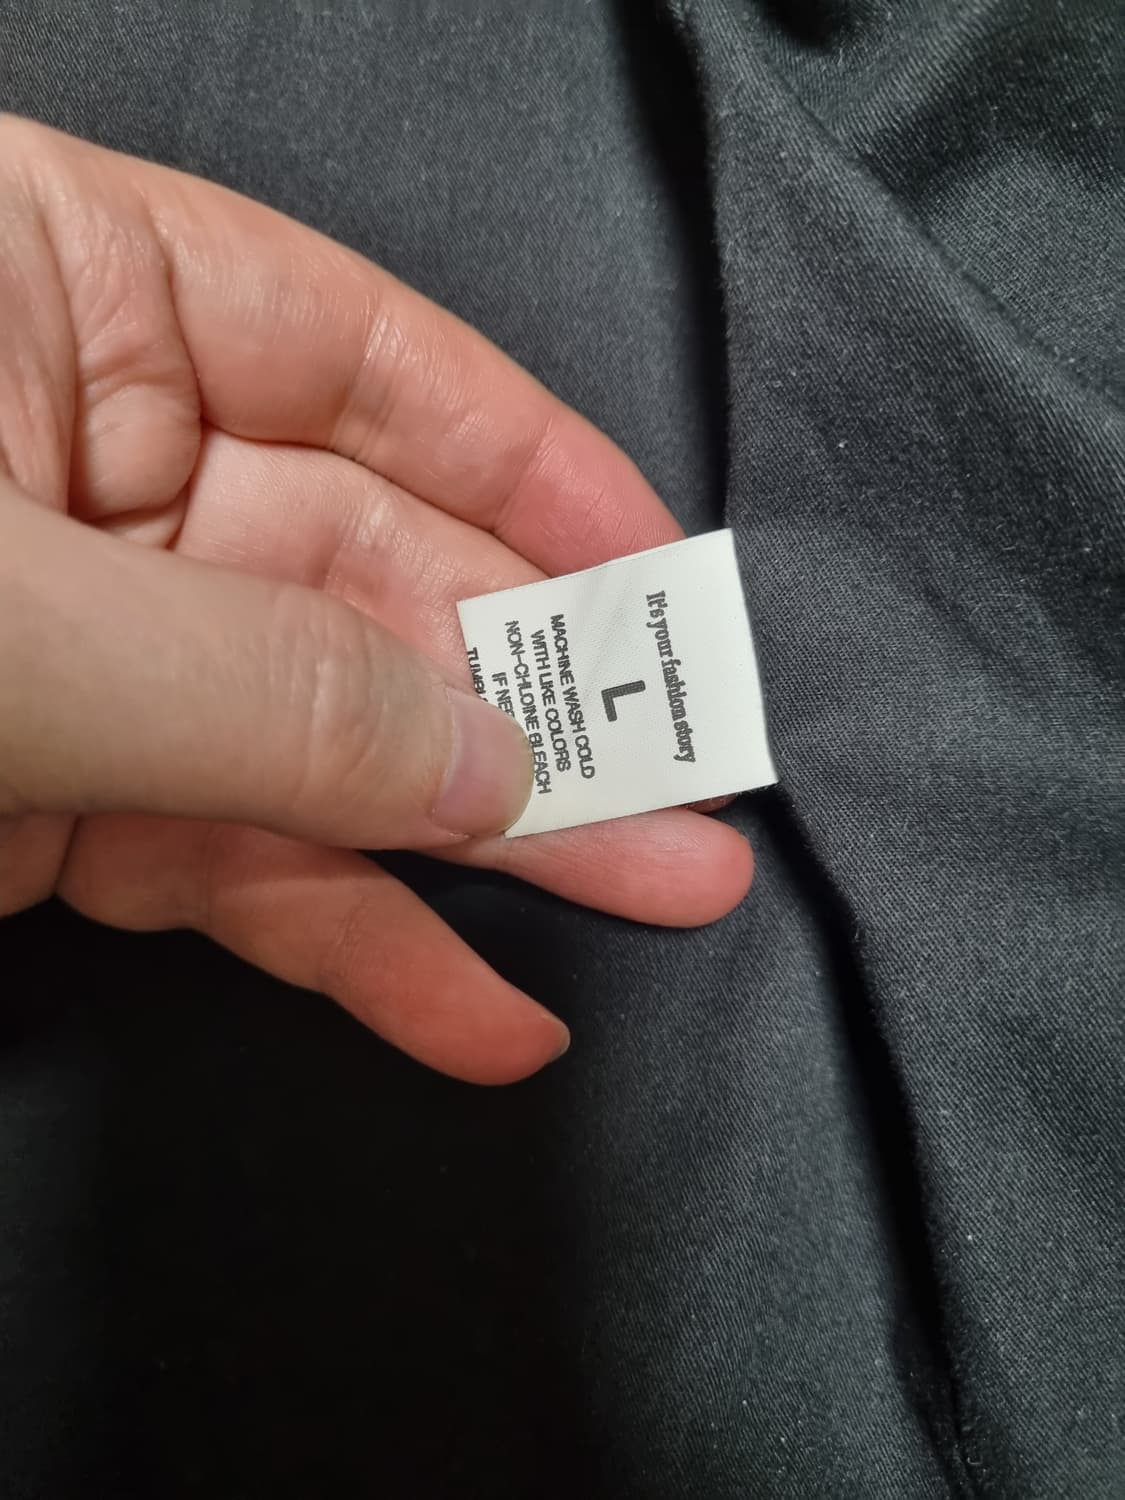 It's your fashion story
L
MACHINE WASH COLD
WITH LIKE COLORS
NON-CHLOINE BLEACH
IF